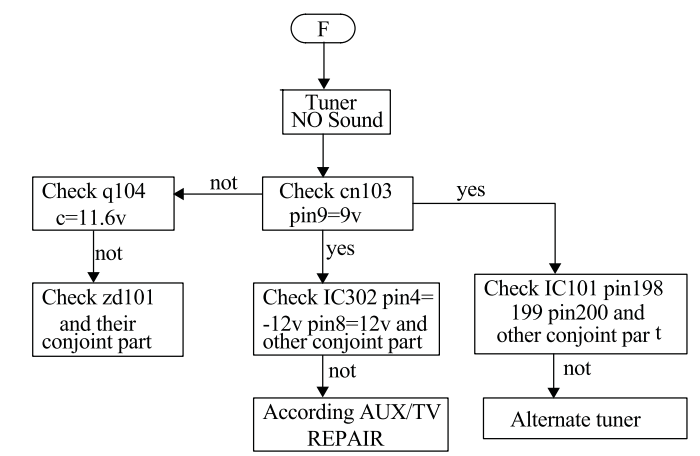 F
Tuner
NO Sound
not
Check q104
c=11.6v
Check cn103
pin9=9v
yes
not
yes
Check zd101
and their
conjoint part
Check IC302 pin4=
-12v pin8=12v and
other conjoint part
Check IC101 pin198
199 pin200 and
other conjoint par t
not
not
According AUX/TV
REPAIR
Alternate tuner